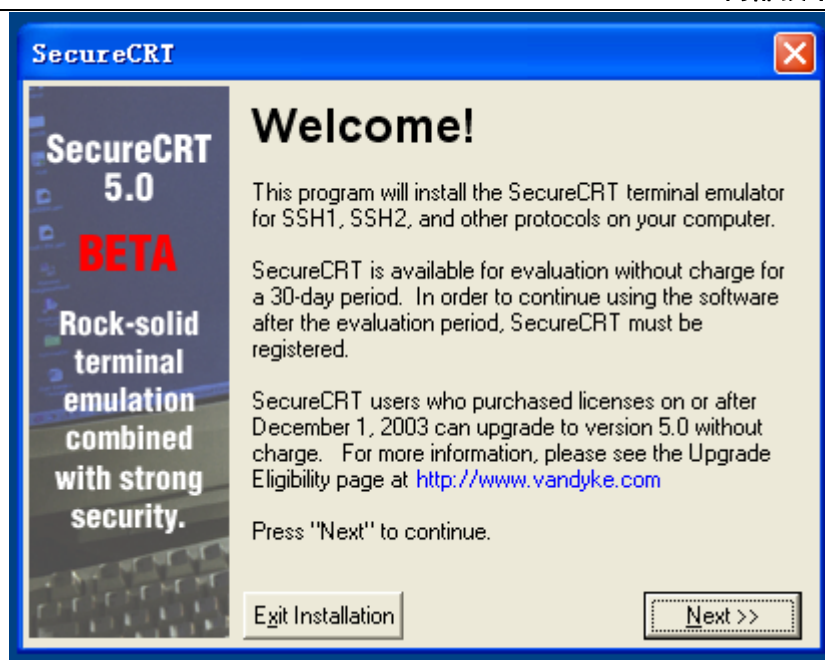 SecureCRT
SecureCRT
5.0
BETA
Rock-solid
terminal
emulation
combined
with strong
security.
Welcome!
This program will install the SecureCRT terminal emulator
for SSH1, SSH2, and other protocols on your computer.
SecureCRT is available for evaluation without charge for
a 30-day period.  In order to continue using the software
after the evaluation period, SecureCRT must be
registered.
SecureCRT users who purchased licenses on or after
December 1, 2003 can upgrade to version 5.0 without
charge.   For more information, please see the Upgrade
Eligibility page at http://www.vandyke.com
Press "Next" to continue.
Exit Installation
Next >>